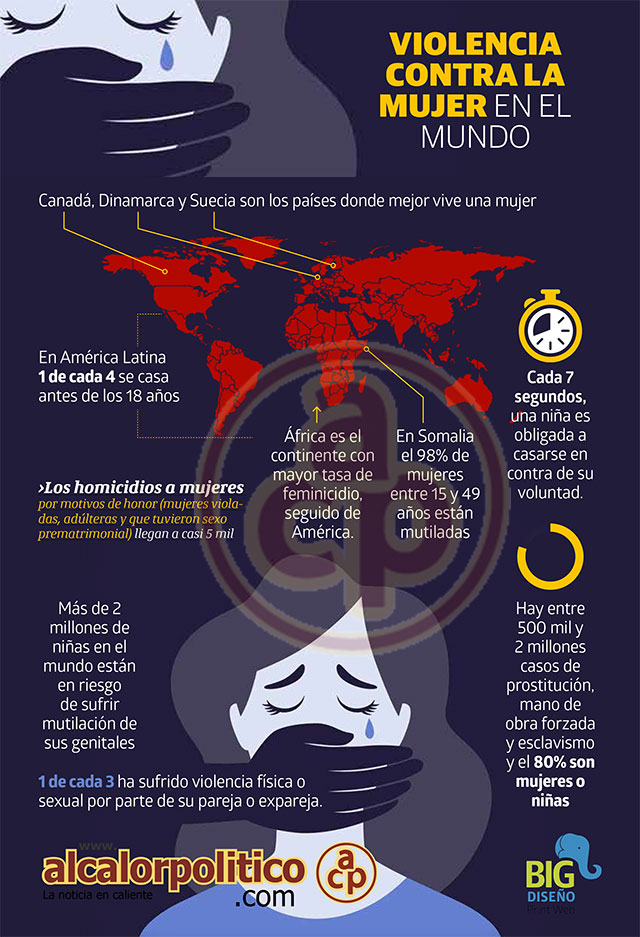 VIOLENCIA
CONTRA LA
MUJER EN EL
MUNDO
Canadá, Dinamarca y Suecia son los países donde mejor vive una mujer
En América Latina
1 de cada 4 se casa
antes de los 18 años
África es el
continente con
mayor tasa de
feminicidio,
seguido de
América.
En Somalia
el 98% de
mujeres
entre 15 y 49
años están
mutiladas
Cada 7
segundos,
una niña es
obligada a
casarse en
contra de su
voluntad.
›Los homicidios a mujeres
por motivos de honor (mujeres viola-
das, adúlteras y que tuvieron sexo
prematrimonial) llegan a casi 5 mil
Más de 2
millones de
niñas en el
mundo están
en riesgo
de sufrir
mutilación de
sus genitales
Hay entre
500 mil y
2 millones
casos de
prostitución,
mano de
obra forzada
y esclavismo
y el 80% son
mujeres o
niñas
1 de cada 3 ha sufrido violencia física o
sexual por parte de su pareja o expareja.
www.
alcalorpolitico
.com
La noticia en caliente
acp
acp
BIG
DISEÑO
Print Web